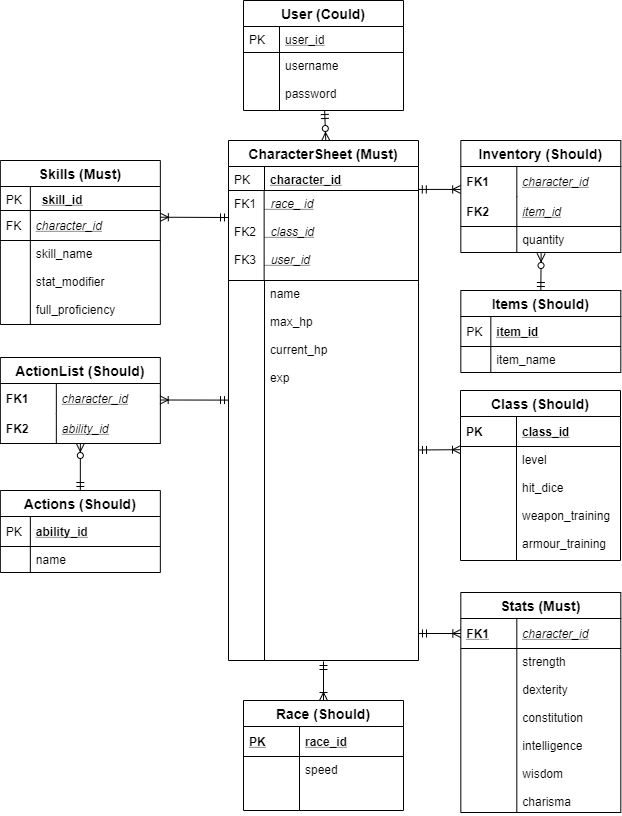 User (Could)
PK user_id
username
password
CharacterSheet (Must)
PK character_id
FK1 race_ id
FK2 class_id
FK3 user_id
name
max_hp
current_hp
exp
Skills (Must)
PK skill_id
FK character_id
skill_name
stat_modifier
full_proficiency
ActionList (Should)
FK1 character_id
FK2 ability_id
Actions (Should)
PK ability_id
name
Inventory (Should)
FK1 character_id
FK2 item_id
quantity
Items (Should)
PK item_id
item_name
Class (Should)
PK class_id
level
hit_dice
weapon_training
armour_training
Stats (Must)
FK1 character_id
strength
dexterity
constitution
intelligence
wisdom
charisma
Race (Should)
PK race_id
speed